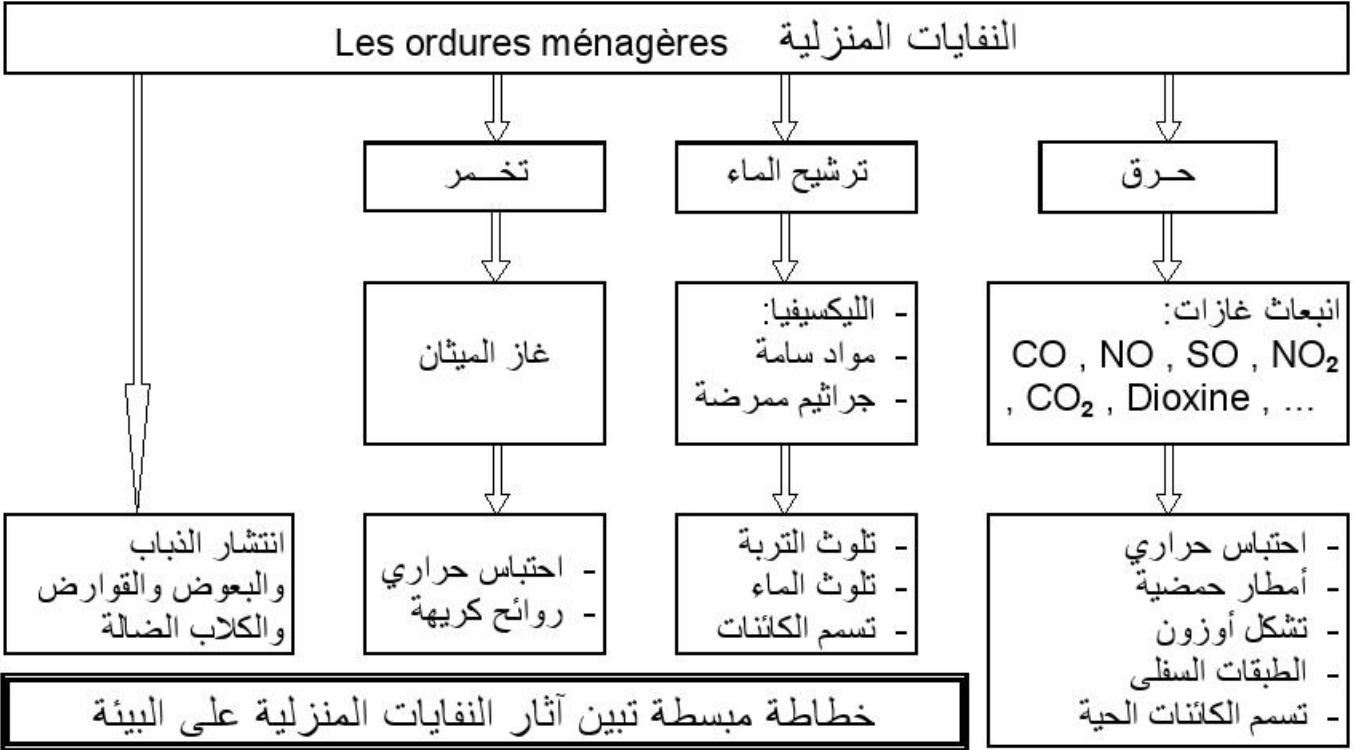 النفايات المنزلية Les ordures ménagères
حــرق
ترشيح الماء
تخــمر
انبعاث غازات:
CO , NO , SO , NO₂
, CO₂ , Dioxine , ...
- الليكسيفيا:
- مواد سامة
- جراثيم ممرضة
غاز الميثان
- احتباس حراري
- أمطار حمضية
- تشكل أوزون
- الطبقات السفلى
- تسمم الكائنات الحية
- تلوث التربة
- تلوث الماء
- تسمم الكائنات
- احتباس حراري
- روائح كريهة
انتشار الذباب
والبعوض والقوارض
والكلاب الضالة
خطاطة مبسطة تبين آثار النفايات المنزلية على البيئة